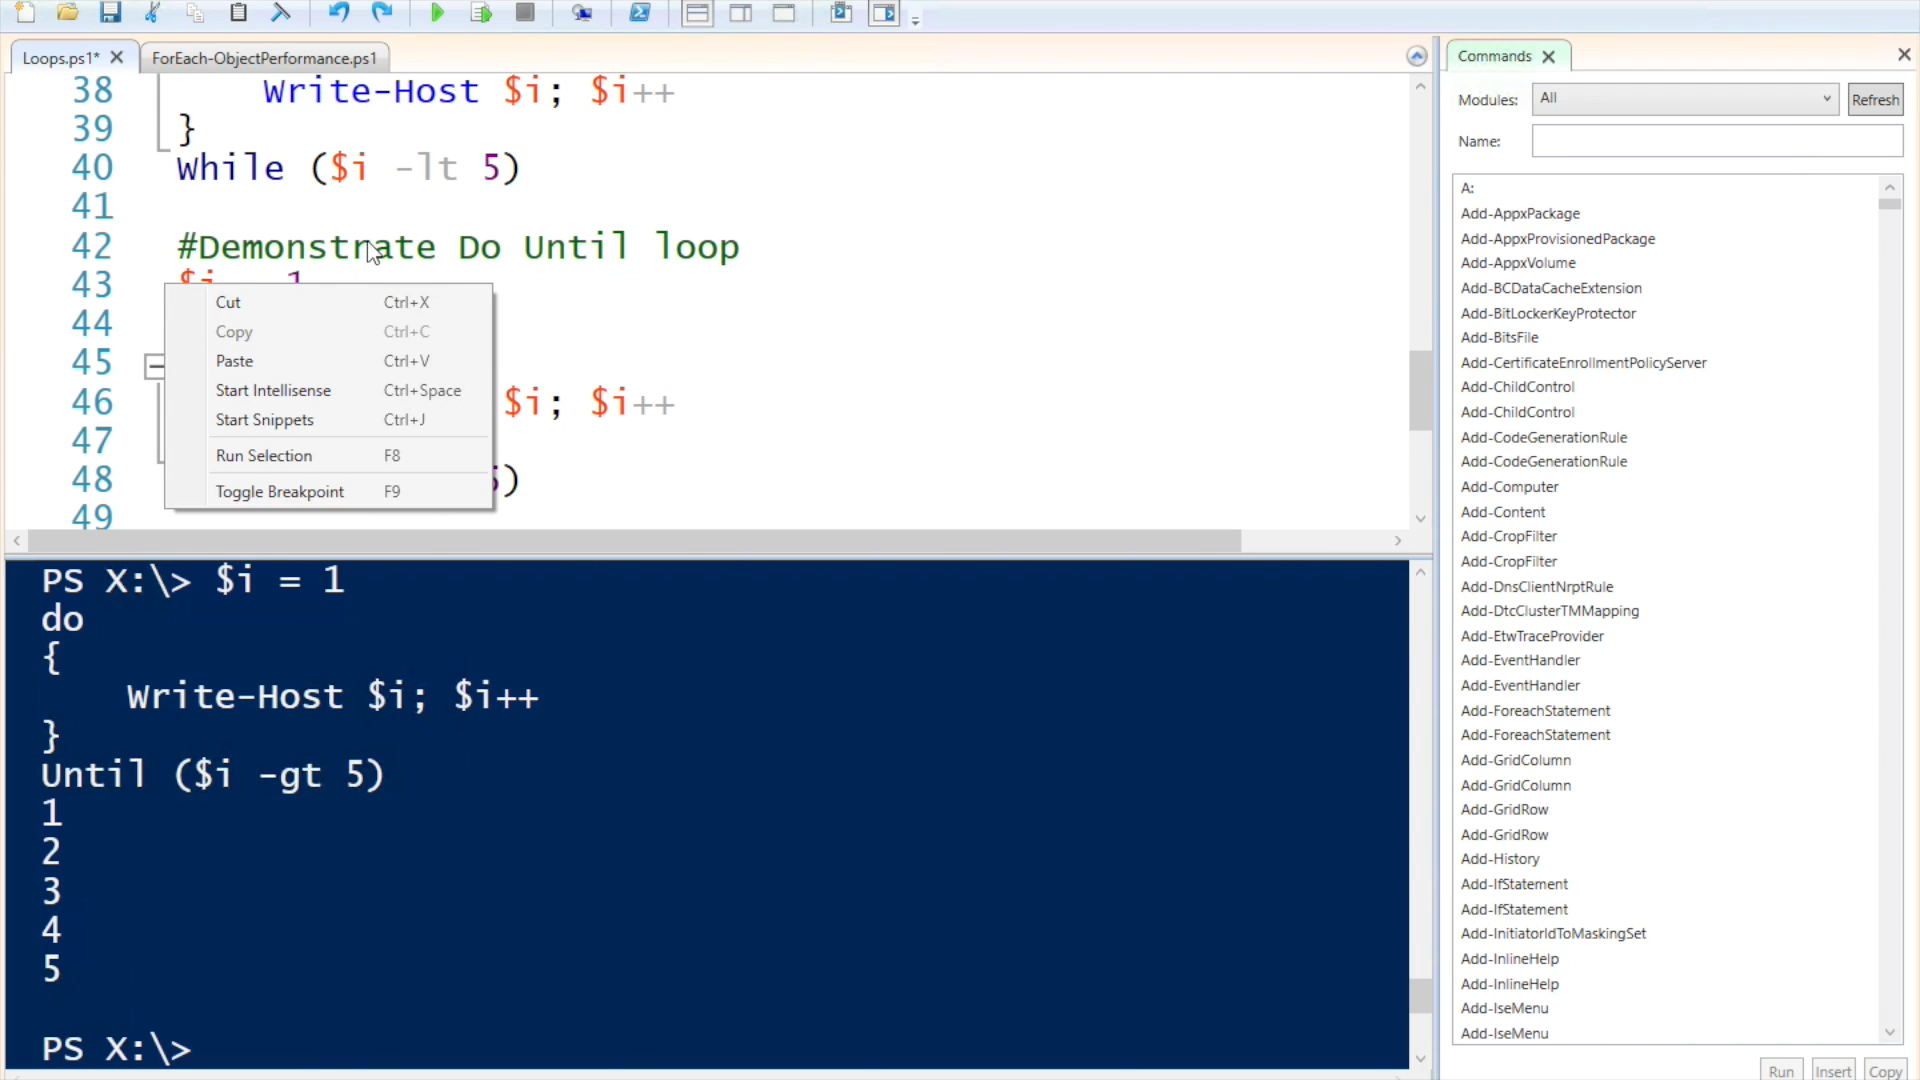 Loops.ps1*
ForEach-ObjectPerformance.ps1
38 Write-Host $i; $i++
39 }
40 While ($i -lt 5)
41
42 #Demonstrate Do Until loop
43
44
45
46 $i; $i++
47
48 )
49
Cut Ctrl+X
Copy Ctrl+C
Paste Ctrl+V
Start Intellisense Ctrl+Space
Start Snippets Ctrl+J
Run Selection F8
Toggle Breakpoint F9
PS X:\> $i = 1
do
{
Write-Host $i; $i++
}
Until ($i -gt 5)
1
2
3
4
5
PS X:\>
Commands
Modules: All Refresh
Name:
A:
Add-AppxPackage
Add-AppxProvisionedPackage
Add-AppxVolume
Add-BCDataCacheExtension
Add-BitLockerKeyProtector
Add-BitsFile
Add-CertificateEnrollmentPolicyServer
Add-ChildControl
Add-ChildControl
Add-CodeGenerationRule
Add-CodeGenerationRule
Add-Computer
Add-Content
Add-CropFilter
Add-CropFilter
Add-DnsClientNrptRule
Add-DtcClusterTMMapping
Add-EtwTraceProvider
Add-EventHandler
Add-EventHandler
Add-ForeachStatement
Add-ForeachStatement
Add-GridColumn
Add-GridColumn
Add-GridRow
Add-GridRow
Add-History
Add-IfStatement
Add-IfStatement
Add-InitiatorIdToMaskingSet
Add-InlineHelp
Add-InlineHelp
Add-IseMenu
Add-IseMenu
Run Insert Copy